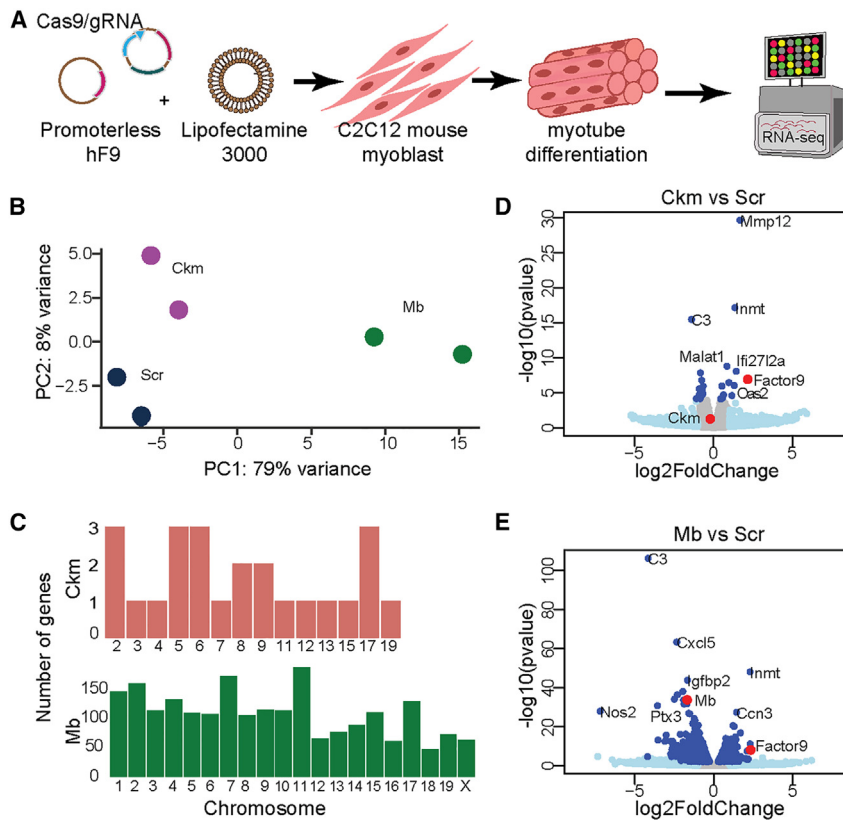 A
Cas9/gRNA
+
Promoterless
hF9
Lipofectamine
3000
C2C12 mouse
myoblast
myotube
differentiation
RNA-seq
B
PC2: 8% variance
5.0
2.5
0.0
−2.5
Ckm
Mb
Scr
−5
0
5
10
15
PC1: 79% variance
C
Number of genes
Ckm
3
2
1
0
2 3 4 5 6 7 8 9 11 12 13 15 17 19
Mb
150
100
50
0
1 2 3 4 5 6 7 8 9 10 11 12 13 14 15 16 17 18 19 X
Chromosome
D
Ckm vs Scr
-log10(pvalue)
30
25
20
15
10
5
0
Mmp12
Inmt
C3
Malat1
Ifi27l2a
Factor9
Oas2
Ckm
−5
0
5
log2FoldChange
E
Mb vs Scr
-log10(pvalue)
100
80
60
40
20
0
C3
Cxcl5
Inmt
Igfbp2
Mb
Nos2
Ptx3
Ccn3
Factor9
−5
0
5
log2FoldChange